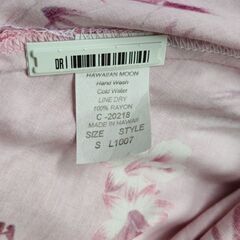 DR
HAWAIIAN MOON
Hand Wash
Cold Water
LINE DRY
100% RAYON
C -20218
MADE IN HAWAII
SIZE STYLE
S L1007